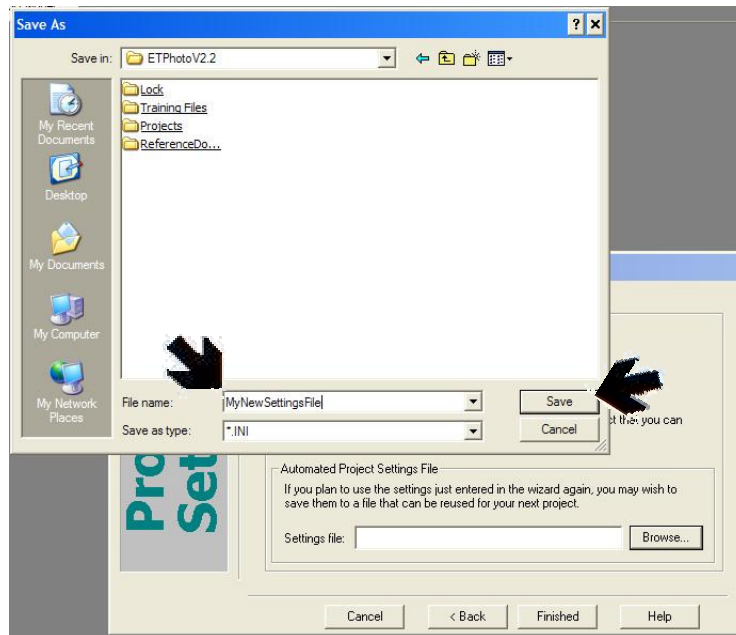 Save As
Save in:
ETPhotoV2.2
My Recent
Documents
Desktop
My Documents
My Computer
My Network
Places
Lock
Training Files
Projects
ReferenceDo...
File name:
MyNewSettingsFile
Save
Save as type:
*.INI
Cancel
you can
Pro
Set
Automated Project Settings File
If you plan to use the settings just entered in the wizard again, you may wish to
save them to a file that can be reused for your next project.
Settings file:
Browse...
Cancel
< Back
Finished
Help